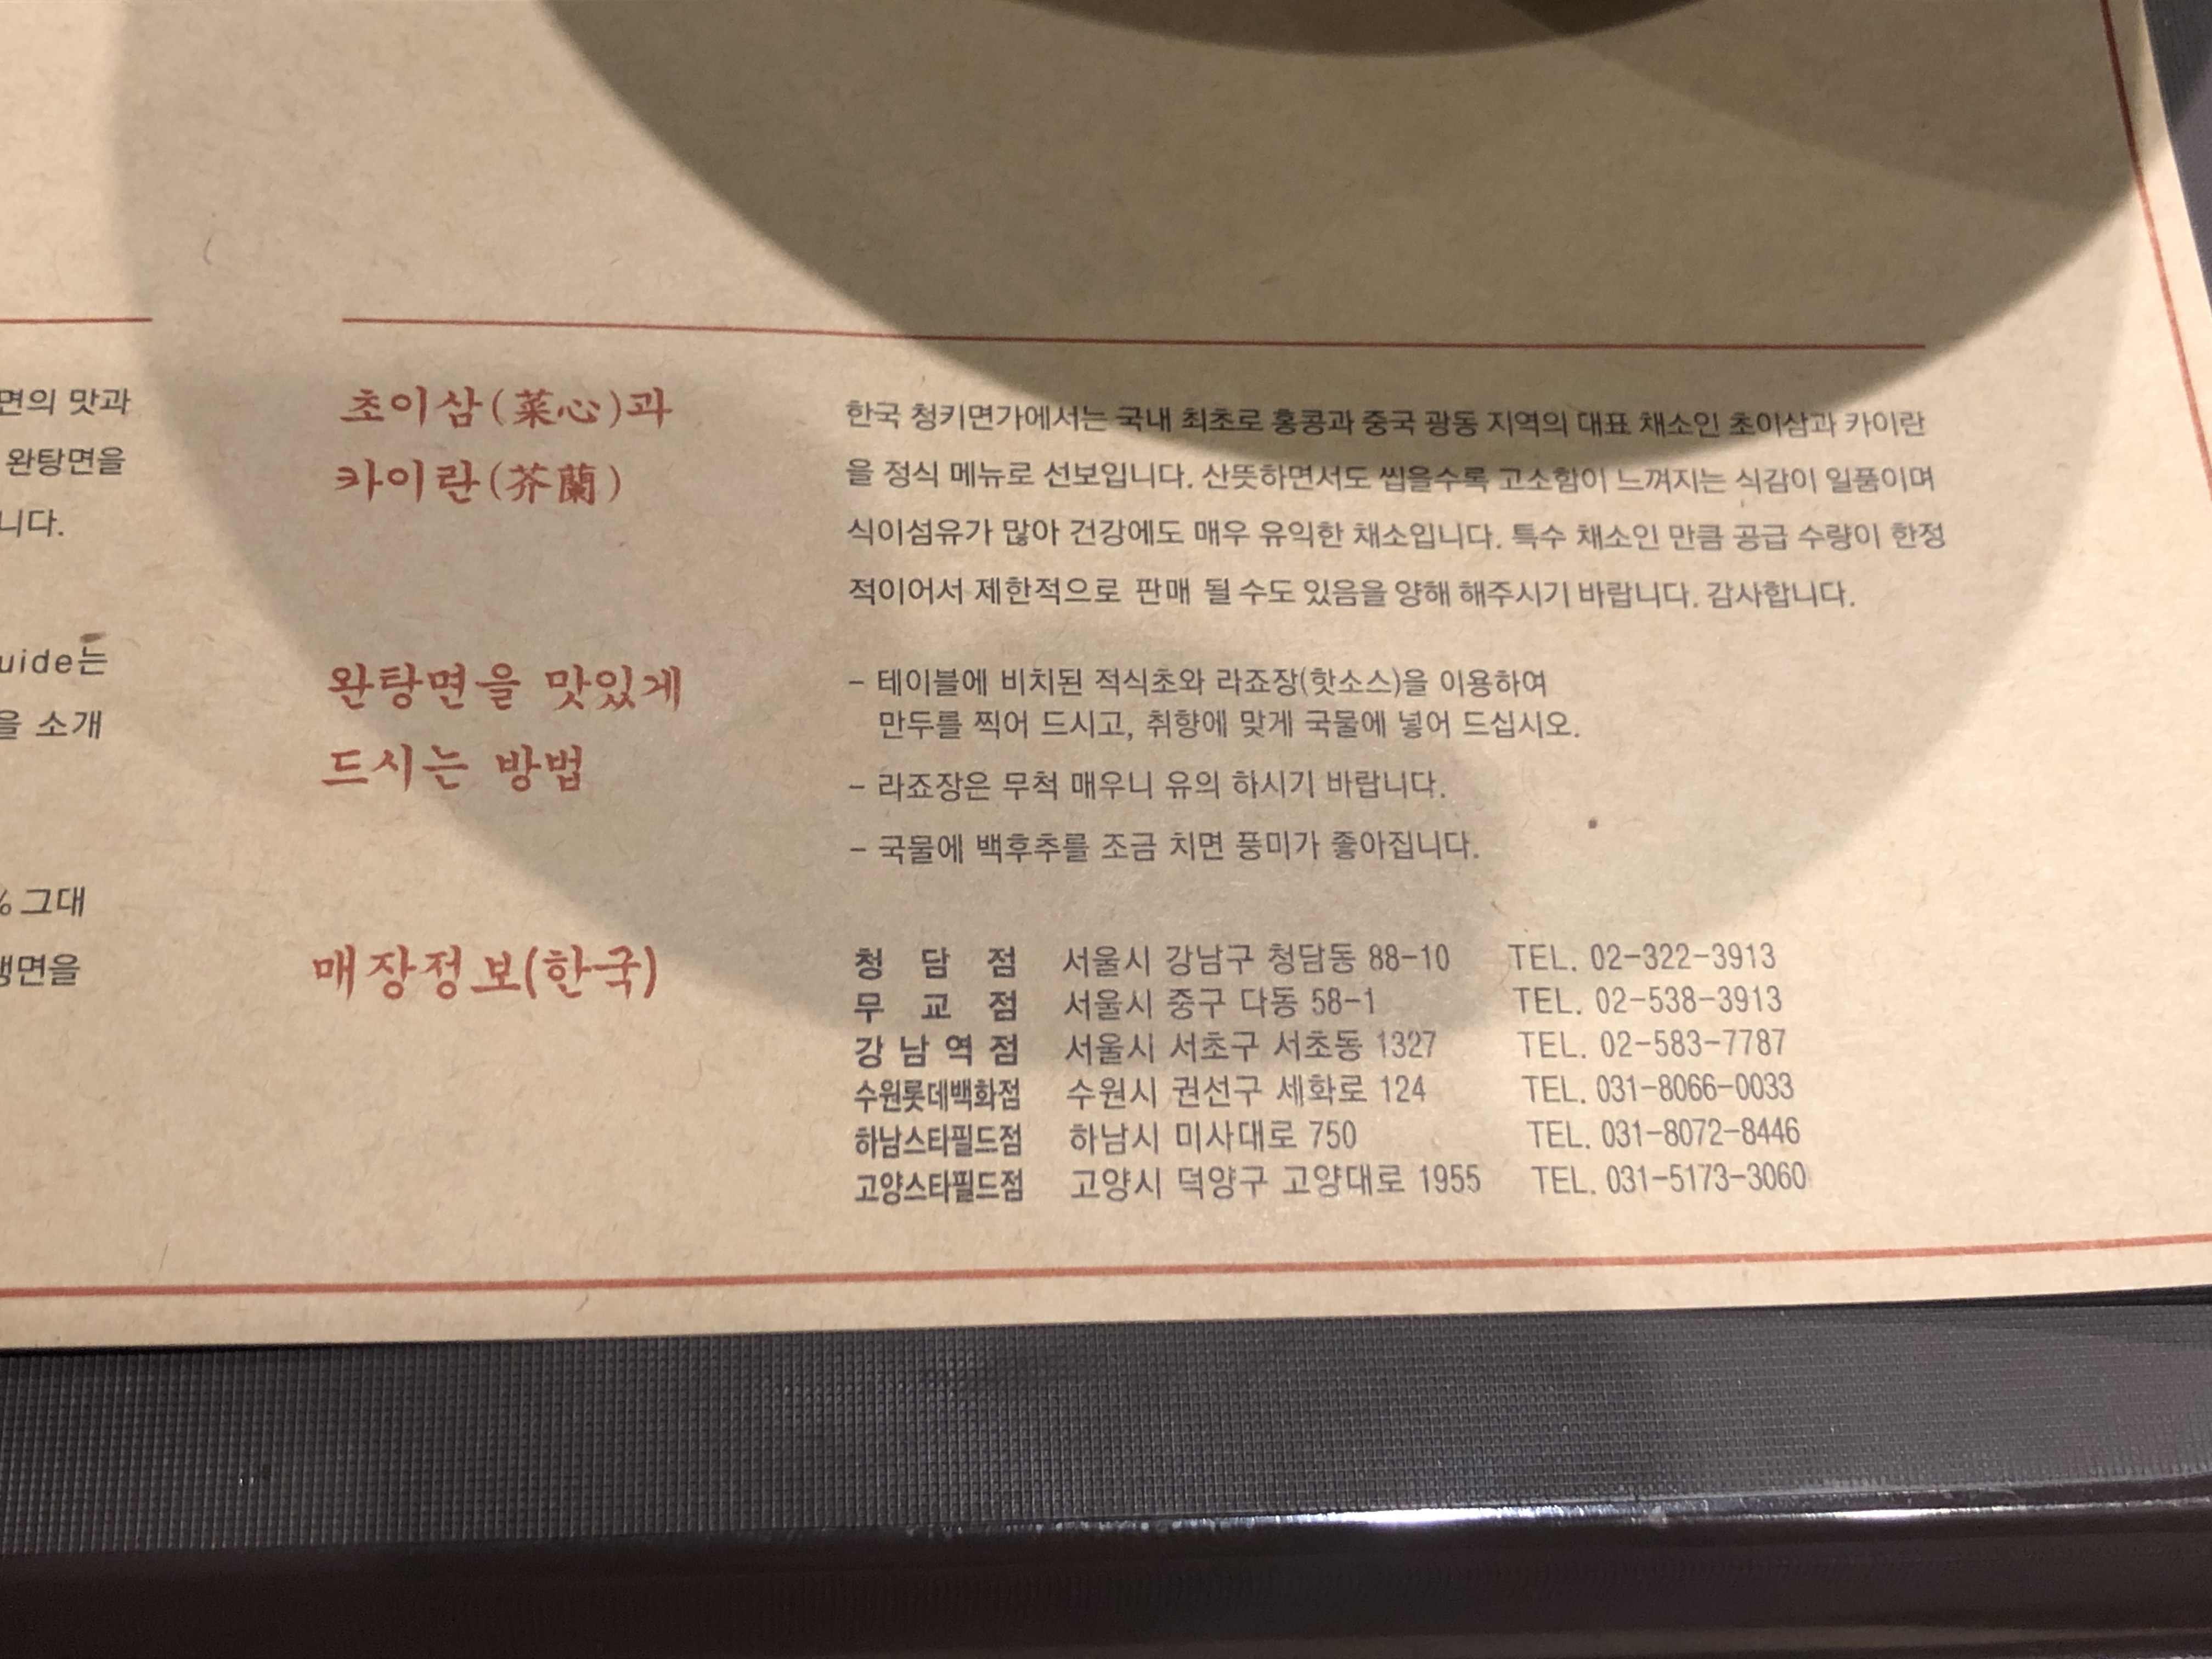 면의 맛과
완탕면을
니다.
uide는
을 소개
% 그대
생면을
초이삼(菜心)과
카이란(芥蘭)
한국 청키면가에서는 국내 최초로 홍콩과 중국 광동 지역의 대표 채소인 초이삼과 카이란
을 정식 메뉴로 선보입니다. 산뜻하면서도 씹을수록 고소함이 느껴지는 식감이 일품이며
식이섬유가 많아 건강에도 매우 유익한 채소입니다. 특수 채소인 만큼 공급 수량이 한정
적이어서 제한적으로 판매 될 수도 있음을 양해 해주시기 바랍니다. 감사합니다.
완탕면을 맛있게
드시는 방법
- 테이블에 비치된 적식초와 라죠장(핫소스)을 이용하여
만두를 찍어 드시고, 취향에 맞게 국물에 넣어 드십시오.
- 라죠장은 무척 매우니 유의 하시기 바랍니다.
- 국물에 백후추를 조금 치면 풍미가 좋아집니다.
매장정보(한국)
청 담 점 서울시 강남구 청담동 88-10 TEL. 02-322-3913
무 교 점 서울시 중구 다동 58-1 TEL. 02-538-3913
강 남 역 점 서울시 서초구 서초동 1327 TEL. 02-583-7787
수원롯데백화점 수원시 권선구 세화로 124 TEL. 031-8066-0033
하남스타필드점 하남시 미사대로 750 TEL. 031-8072-8446
고양스타필드점 고양시 덕양구 고양대로 1955 TEL. 031-5173-3060